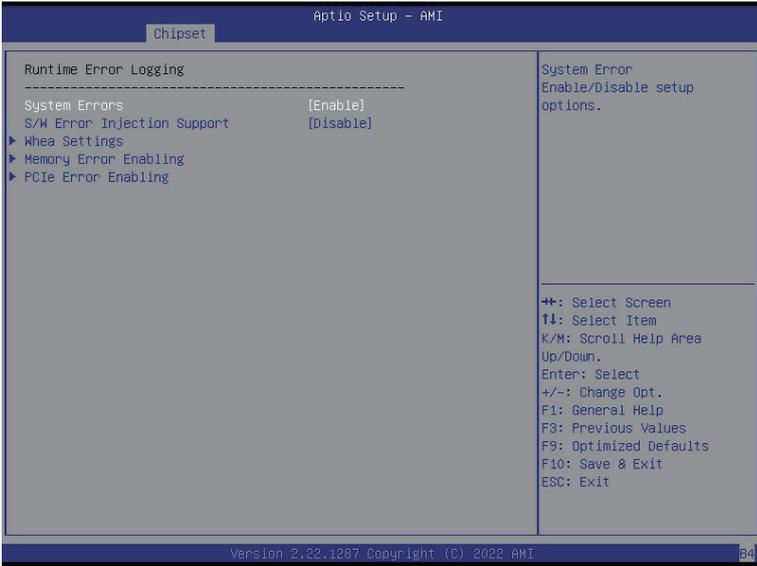 Aptio Setup – AMI
Chipset
Runtime Error Logging
--------------------------------------------------
System Errors [Enable]
S/W Error Injection Support [Disable]
▶ Whea Settings
▶ Memory Error Enabling
▶ PCIe Error Enabling
System Error
Enable/Disable setup
options.
→←: Select Screen
↑↓: Select Item
K/M: Scroll Help Area
Up/Down.
Enter: Select
+/-: Change Opt.
F1: General Help
F3: Previous Values
F9: Optimized Defaults
F10: Save & Exit
ESC: Exit
Version 2.22.1287 Copyright (C) 2022 AMI
B4